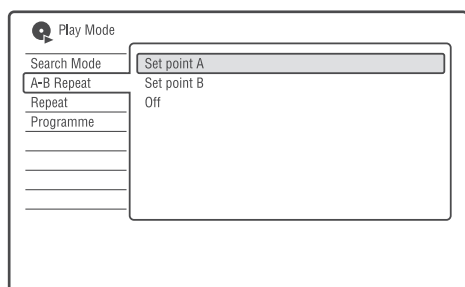 Play Mode
Search Mode
A-B Repeat
Repeat
Programme
Set point A
Set point B
Off